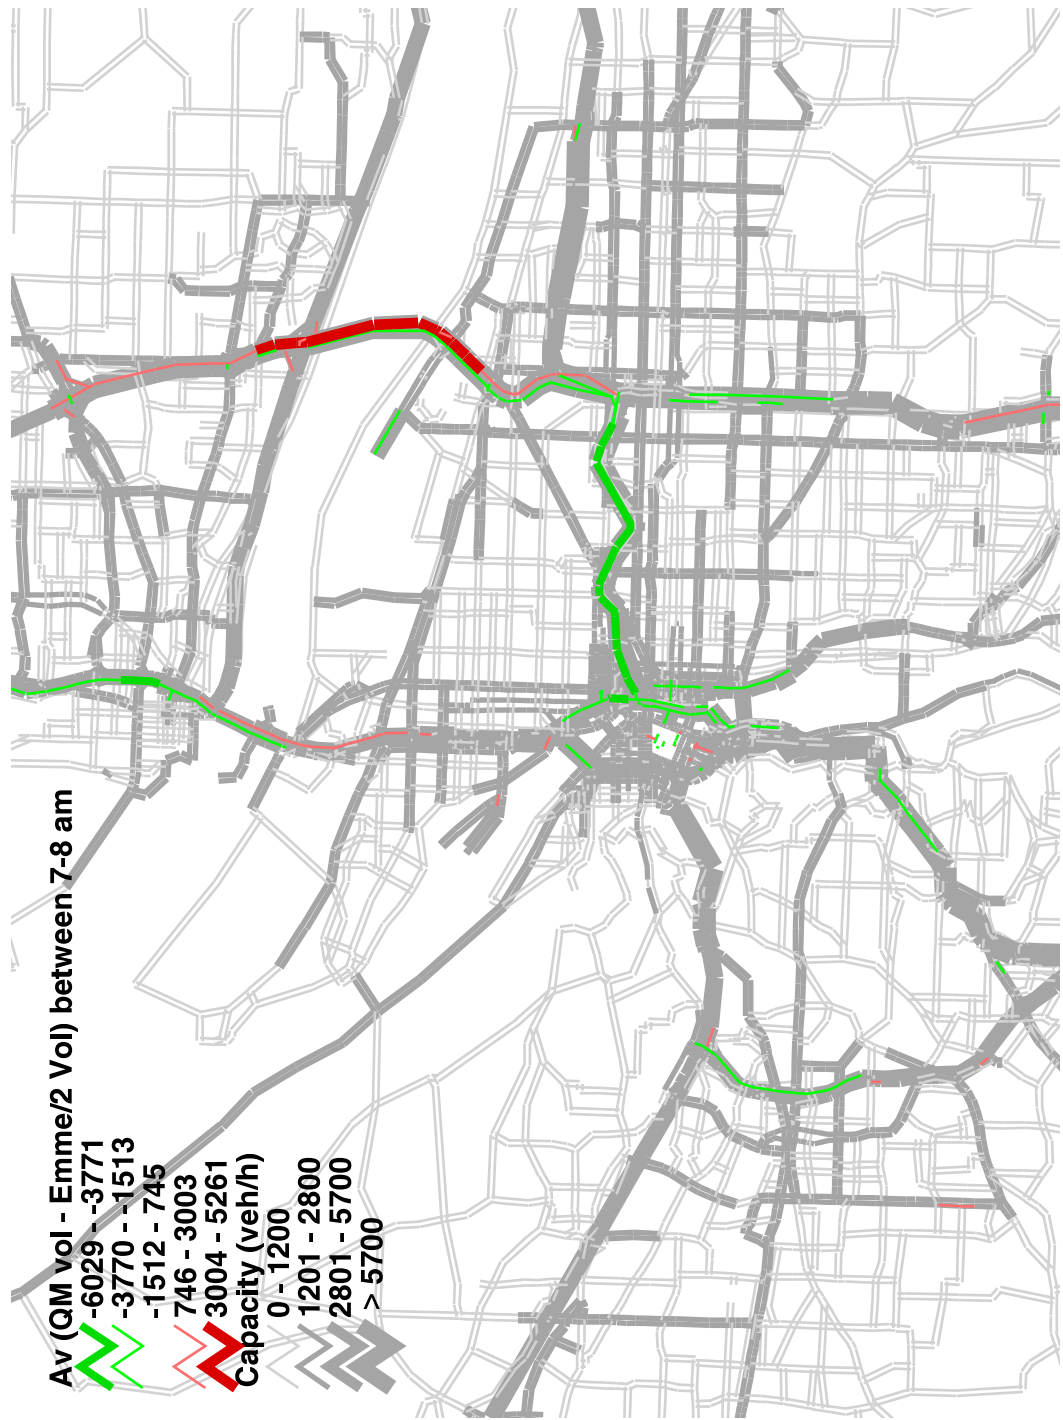 Av (QM vol - Emme/2 Vol) between 7-8 am
-6029 - -3771
-3770 - -1513
-1512 - 745
746 - 3003
3004 - 5261
Capacity (veh/h)
0 - 1200
1201 - 2800
2801 - 5700
> 5700